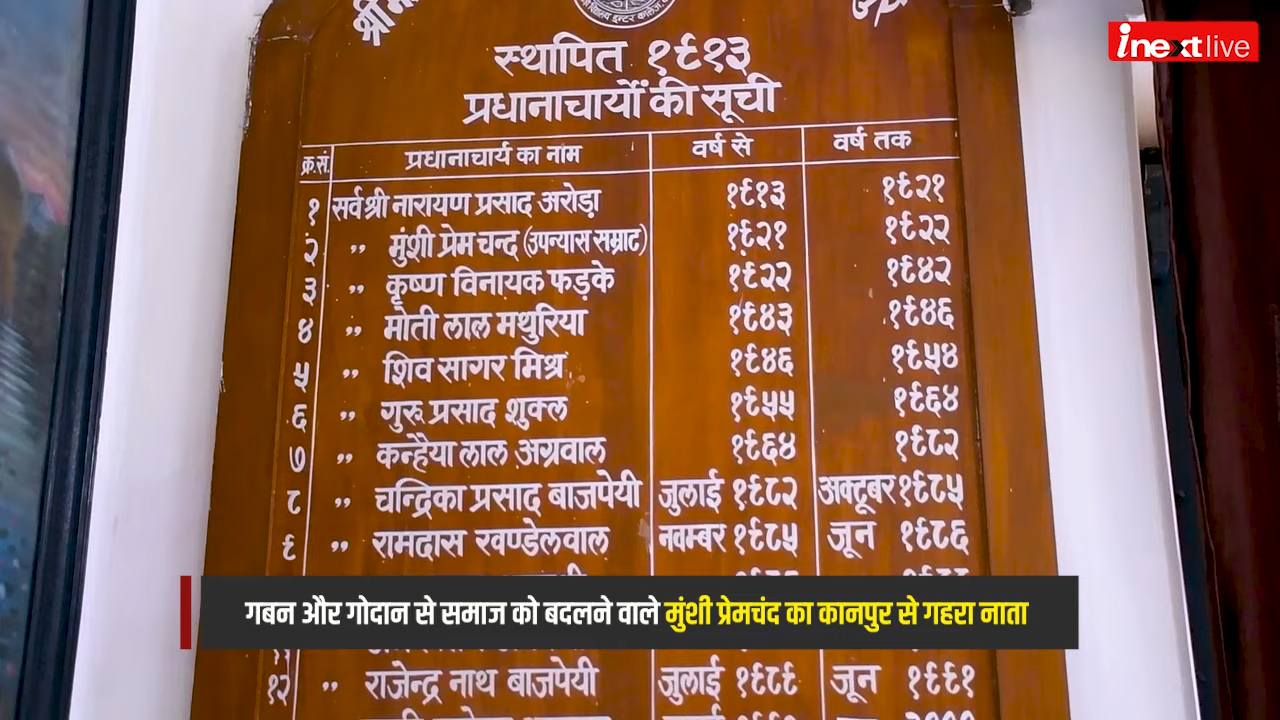 inextlive
स्थापित १९१३
प्रधानाचार्यों की सूची
क्र.सं. प्रधानाचार्य का नाम वर्ष से वर्ष तक
१ सर्वश्री नारायण प्रसाद अरोड़ा १९१३ १९२१
२ ,, मुंशी प्रेम चन्द (उपन्यास सम्राट) १९२१ १९२२
३ ,, कृष्ण विनायक फड़के १९२२ १९४२
४ ,, मोती लाल मथुरिया १९४३ १९४६
५ ,, शिव सागर मिश्र १९४६ १९५४
६ ,, गुरू प्रसाद शुक्ल १९५५ १९६४
७ ,, कन्हैया लाल अग्रवाल १९६४ १९८२
८ ,, चन्द्रिका प्रसाद बाजपेयी जुलाई १९८२ अक्टूबर १९८५
९ ,, रामदास खण्डेलवाल नवम्बर १९८५ जून १९८६
गबन और गोदान से समाज को बदलने वाले मुंशी प्रेमचंद का कानपुर से गहरा नाता
१२ ,, राजेन्द्र नाथ बाजपेयी जुलाई १९८९ जून १९९१